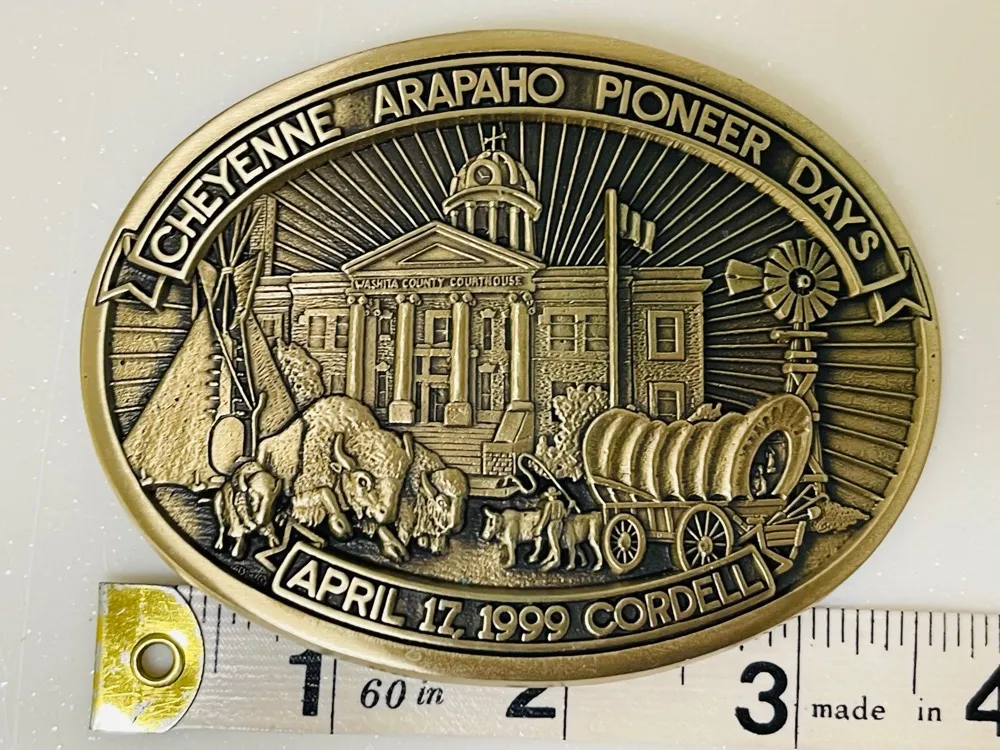 CHEYENNE ARAPAHO PIONEER DAYS
WASHITA COUNTY COURTHOUSE
APRIL 17, 1999 CORDELL
1 60 in 2 3 made in 4